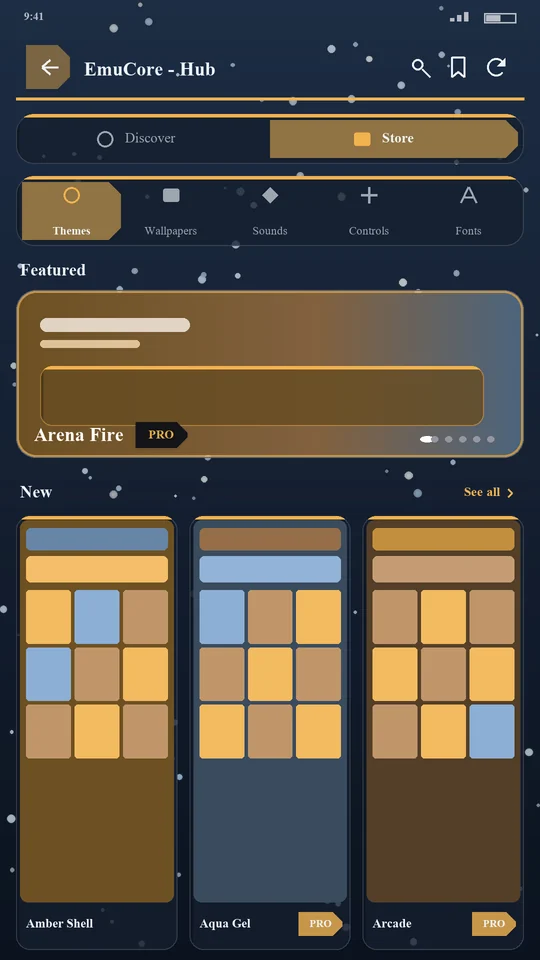 9:41
EmuCore - Hub
Discover
Store
Themes
Wallpapers
Sounds
Controls
Fonts
Featured
Arena Fire
PRO
New
See all
Amber Shell
Aqua Gel
PRO
Arcade
PRO